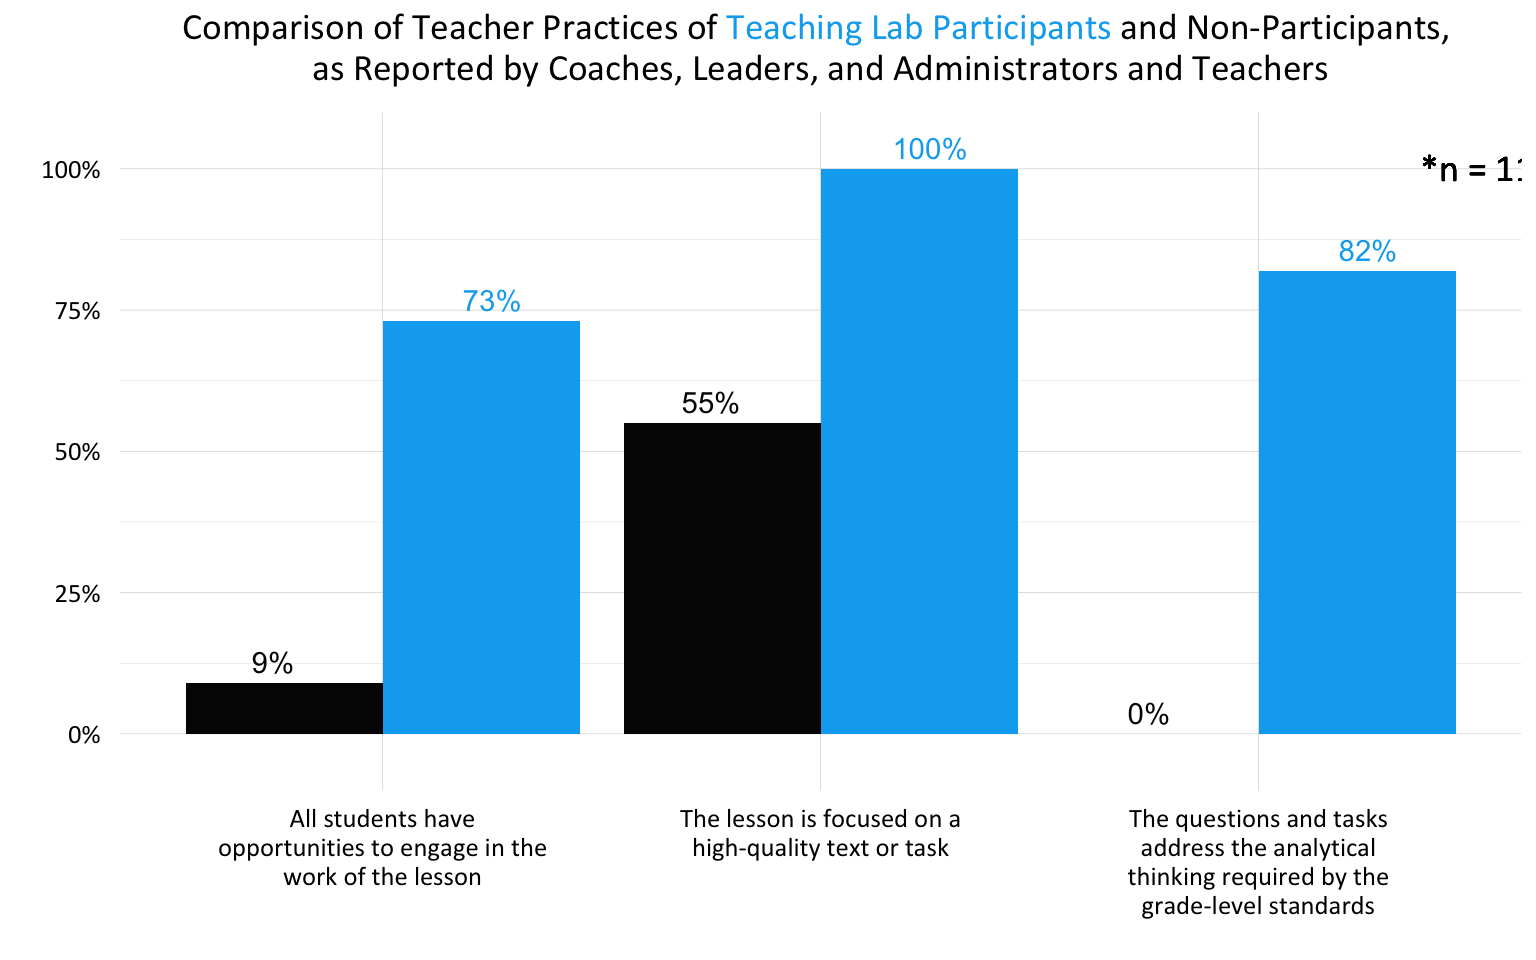 Comparison of Teacher Practices of Teaching Lab Participants and Non-Participants,
as Reported by Coaches, Leaders, and Administrators and Teachers
*n = 11
100%
75%
50%
25%
0%
9%
73%
55%
100%
0%
82%
All students have
opportunities to engage in the
work of the lesson
The lesson is focused on a
high-quality text or task
The questions and tasks
address the analytical
thinking required by the
grade-level standards